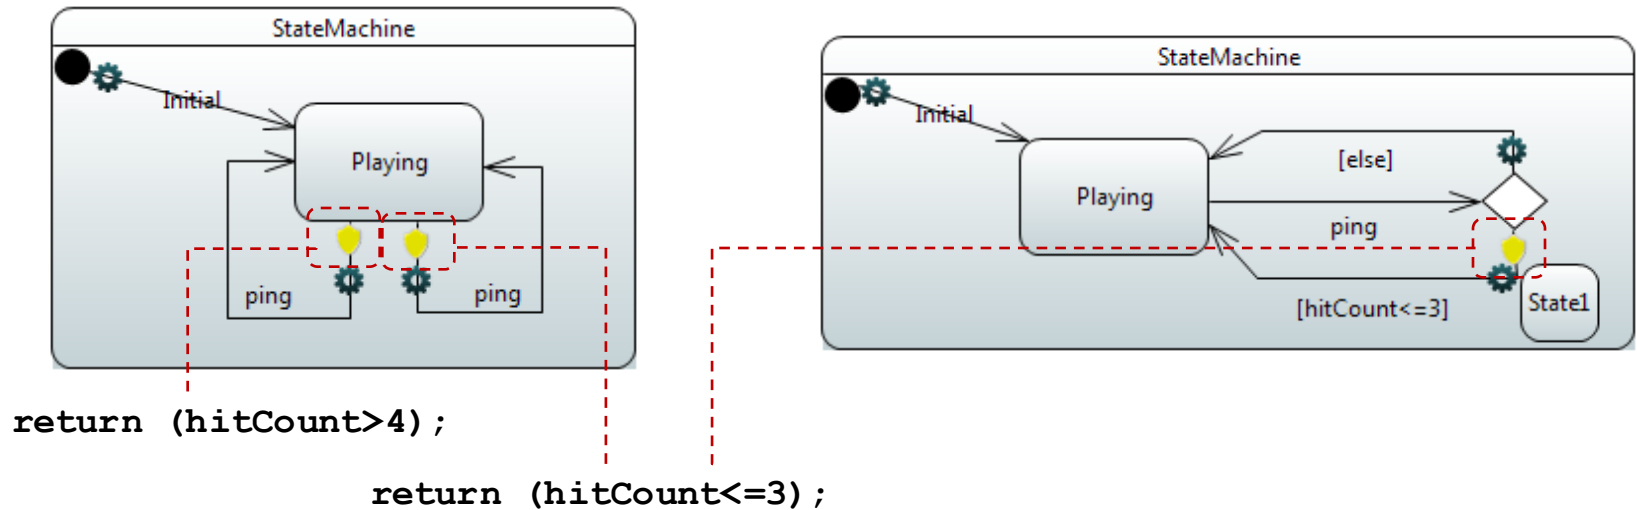 StateMachine
Initial
Playing
ping
ping
return (hitCount>4);
return (hitCount<=3);
StateMachine
Initial
Playing
[else]
ping
[hitCount<=3]
State1